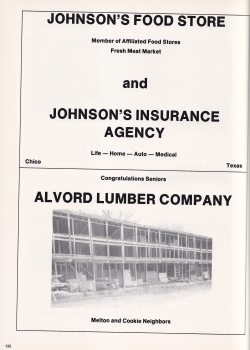 JOHNSON'S FOOD STORE
Member of Affiliated Food Stores
Fresh Meat Market
and
JOHNSON'S INSURANCE
AGENCY
Life — Home — Auto — Medical
Chico
Texas
Congratulations Seniors
ALVORD LUMBER COMPANY
Melton and Cookie Neighbors